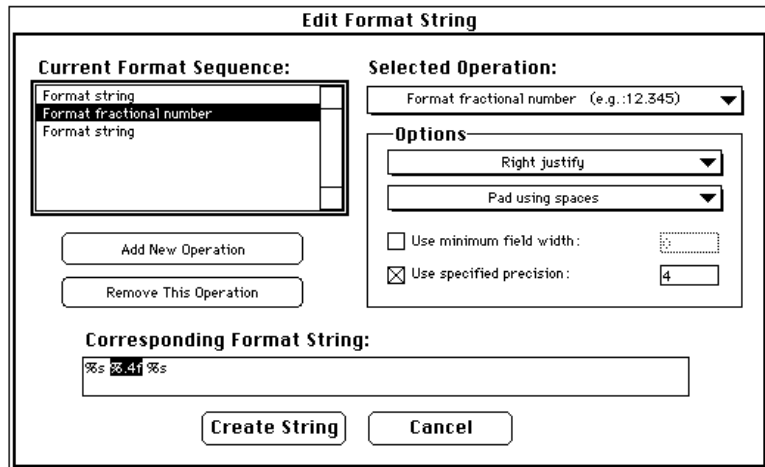 Edit Format String
Current Format Sequence:
Format string
Format fractional number
Format string
Add New Operation
Remove This Operation
Selected Operation:
Format fractional number (e.g.:12.345)
Options
Right justify
Pad using spaces
Use minimum field width:
Use specified precision: 4
Corresponding Format String:
%s %.4f %s
Create String Cancel